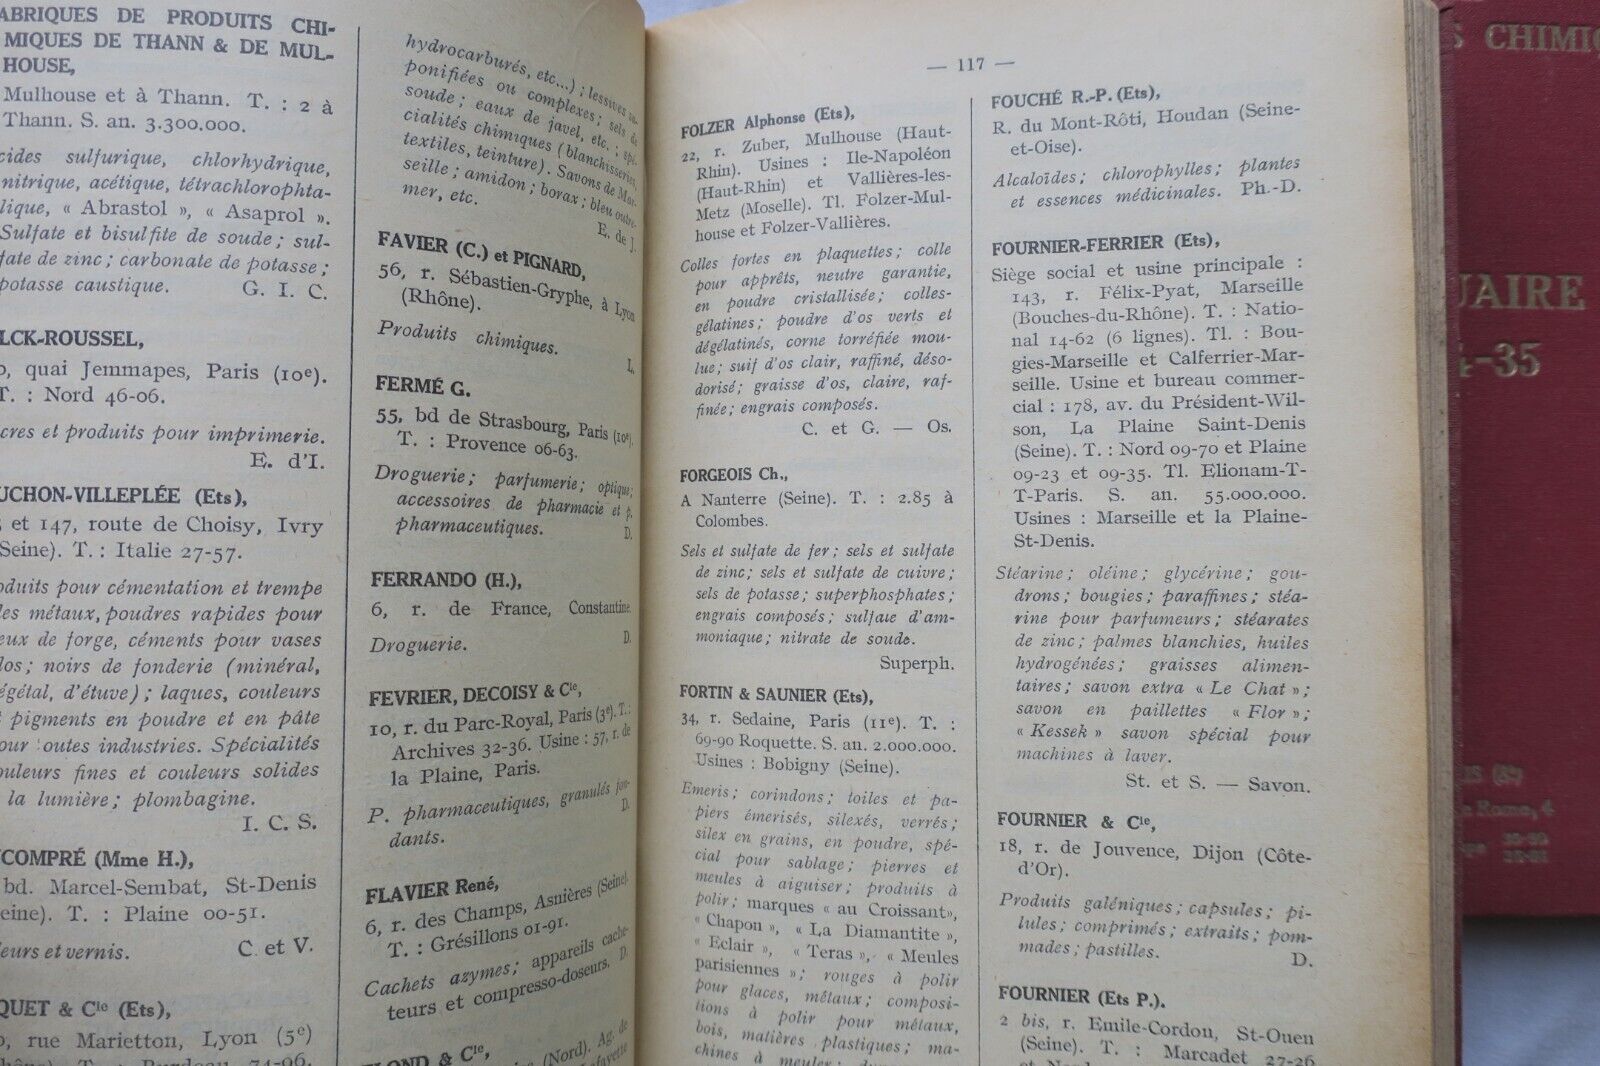 ABRIQUES DE PRODUITS CHI-
MIQUES DE THANN & DE MUL-
HOUSE,
Mulhouse et à Thann. T. : 2 à
Thann. S. an. 3.300.000.
cides sulfurique, chlorhydrique,
nitrique, acétique, tétrachlorophta-
lique, « Abrastol », « Asaprol ».
Sulfate et bisulfite de soude ; sul-
fate de zinc ; carbonate de potasse ;
potasse caustique. G. I. C.
LCK-ROUSSEL,
quai Jemmapes, Paris (10e).
T. : Nord 46-06.
cres et produits pour imprimerie.
E. d'I.
UCHON-VILLEPLÉE (Ets),
et 147, route de Choisy, Ivry
Seine). T. : Italie 27-57.
oduits pour cémentation et trempe
des métaux, poudres rapides pour
eux de forge, céments pour vases
los ; noirs de fonderie (minéral,
égétal, d'étuve) ; laques, couleurs
t pigments en poudre et en pâte
our toutes industries. Spécialités
ouleurs fines et couleurs solides
la lumière ; plombagine.
I. C. S.
COMPRÉ (Mme H.),
bd. Marcel-Sembat, St-Denis
eine). T. : Plaine 00-51.
leurs et vernis. C. et V.
QUET & Cie (Ets),
rue Marietton, Lyon (5e)
T. : Burdeau 74-96.
hydrocarburés, etc...) ; lessives
ponifiées ou complexes ; sels de
soude ; eaux de javel, etc. ; spé-
cialités chimiques (blanchisseries,
textiles, teinture). Savons de Mar-
seille ; amidon ; borax ; bleu outre-
mer, etc.
E. de J.
FAVIER (C.) et PIGNARD,
56, r. Sébastien-Gryphe, à Lyon
(Rhône).
Produits chimiques.
I.
FERMÉ G.
55, bd de Strasbourg, Paris (10e).
T. : Provence 06-63.
Droguerie ; parfumerie ; optique ;
accessoires de pharmacie et p.
pharmaceutiques. D.
FERRANDO (H.),
6, r. de France, Constantine.
Droguerie. D.
FEVRIER, DECOISY & Cie,
10, r. du Parc-Royal, Paris (3e). T. :
Archives 32-36. Usine : 57, r. de
la Plaine, Paris.
P. pharmaceutiques, granulés fon-
dants. D.
FLAVIER René,
6, r. des Champs, Asnières (Seine).
T. : Grésillons 01-91.
Cachets azymes ; appareils cache-
teurs et compresso-doseurs. D.
LOND & Cie,
(Nord). Ag. de
Lafayette
— 117 —
FOLZER Alphonse (Ets),
22, r. Zuber, Mulhouse (Haut-
Rhin). Usines : Ile-Napoléon
(Haut-Rhin) et Vallières-les-
Metz (Moselle). Tl. Folzer-Mul-
house et Folzer-Vallières.
Colles fortes en plaquettes ; colle
pour apprêts, neutre garantie,
en poudre cristallisée ; colles-
gélatines ; poudre d'os verts et
dégélatinés, corne torréfiée mou-
lue ; suif d'os clair, raffiné, déso-
dorisé ; graisse d'os, claire, raf-
finée ; engrais composés.
C. et G. — Os.
FORGEOIS Ch.,
A Nanterre (Seine). T. : 2.85 à
Colombes.
Sels et sulfate de fer ; sels et sulfate
de zinc ; sels et sulfate de cuivre ;
sels de potasse ; superphosphates ;
engrais composés ; sulfate d'am-
moniaque ; nitrate de soude.
Superph.
FORTIN & SAUNIER (Ets),
34, r. Sedaine, Paris (11e). T. :
69-90 Roquette. S. an. 2.000.000.
Usines : Bobigny (Seine).
Emeris ; corindons ; toiles et pa-
piers émerisés, silexés, verrés ;
silex en grains, en poudre, spé-
cial pour sablage ; pierres et
meules à aiguiser ; produits à
polir ; marques « au Croissant»,
« Chapon », « La Diamantite »,
« Eclair », « Teras », « Meules
parisiennes » ; rouges à polir
pour glaces, métaux ; composi-
tions à polir pour métaux,
bois, matières plastiques ; ma-
chines à meuler ;
FOUCHÉ R.-P. (Ets),
R. du Mont-Rôti, Houdan (Seine-
et-Oise).
Alcaloïdes ; chlorophylles ; plantes
et essences médicinales. Ph.-D.
FOURNIER-FERRIER (Ets),
Siège social et usine principale :
143, r. Félix-Pyat, Marseille
(Bouches-du-Rhône). T. : Natio-
nal 14-62 (6 lignes). Tl. : Bou-
gies-Marseille et Calferrier-Mar-
seille. Usine et bureau commer-
cial : 178, av. du Président-Wil-
son, La Plaine Saint-Denis
(Seine). T. : Nord 09-70 et Plaine
09-23 et 09-35. Tl. Elionam-T-
T-Paris. S. an. 55.000.000.
Usines : Marseille et la Plaine-
St-Denis.
Stéarine ; oléine ; glycérine ; gou-
drons ; bougies ; paraffines ; stéa-
rine pour parfumeurs ; stéarates
de zinc ; palmes blanchies, huiles
hydrogénées ; graisses alimen-
taires ; savon extra « Le Chat » ;
savon en paillettes « Flor » ;
« Kessek » savon spécial pour
machines à laver.
St. et S. — Savon.
FOURNIER & Cie,
18, r. de Jouvence, Dijon (Côte-
d'Or).
Produits galéniques ; capsules ; pi-
lules ; comprimés ; extraits ; pom-
mades ; pastilles. D.
FOURNIER (Ets P.).
2 bis, r. Emile-Cordon, St-Ouen
(Seine). T. : Marcadet 27-26
S CHIMI
UAIRE
4-35
(8e)
Rome, 4